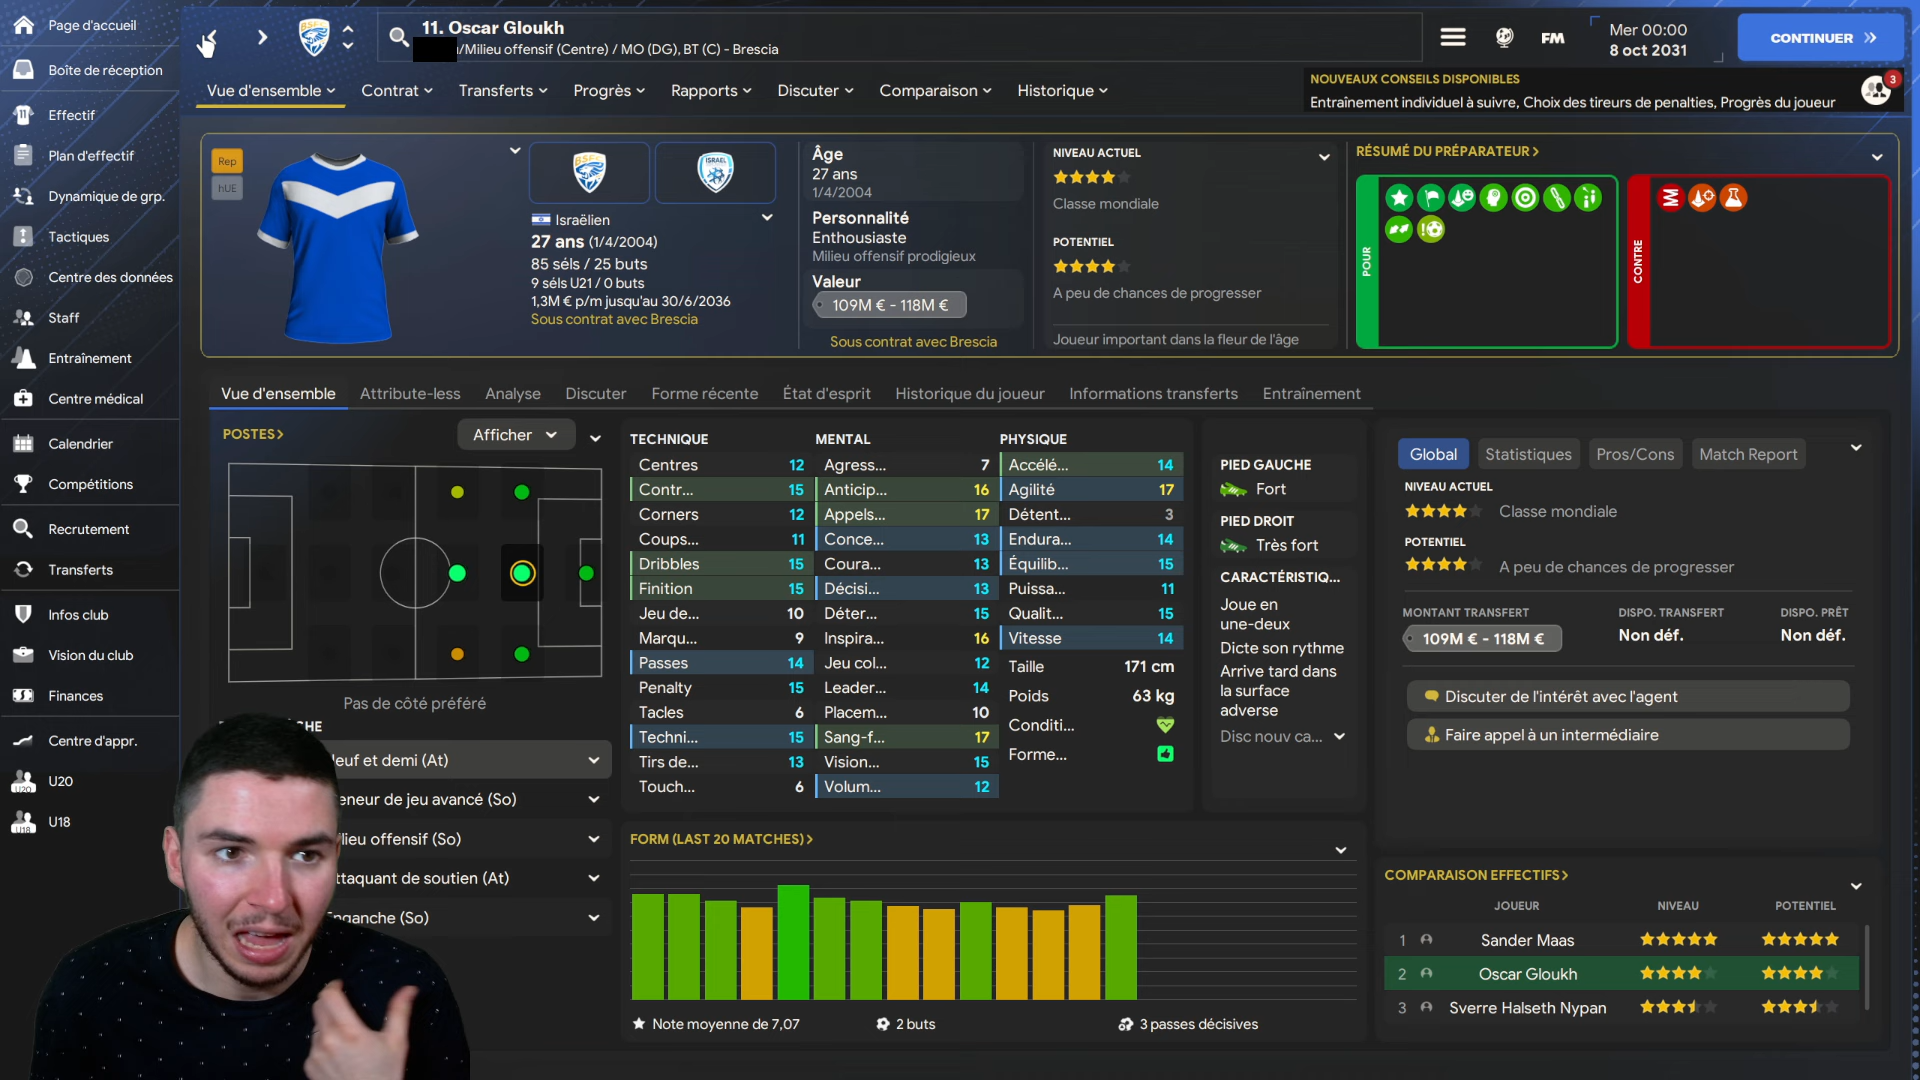 Page d'accueil
Boîte de réception
Effectif
Plan d'effectif
Dynamique de grp.
Tactiques
Centre des données
Staff
Entraînement
Centre médical
Calendrier
Compétitions
Recrutement
Transferts
Infos club
Vision du club
Finances
Centre d'appr.
U20
U18
11. Oscar Gloukh
/Milieu offensif (Centre) / MO (DG), BT (C) - Brescia
FM
Mer 00:00
8 oct 2031
CONTINUER
Vue d'ensemble
Contrat
Transferts
Progrès
Rapports
Discuter
Comparaison
Historique
NOUVEAUX CONSEILS DISPONIBLES
Entraînement individuel à suivre, Choix des tireurs de penalties, Progrès du joueur
3
Rep
hUE
BSFC
ISRAEL
Israélien
27 ans (1/4/2004)
85 séls / 25 buts
9 séls U21 / 0 buts
1,3M € p/m jusqu'au 30/6/2036
Sous contrat avec Brescia
Âge
27 ans
1/4/2004
Personnalité
Enthousiaste
Milieu offensif prodigieux
Valeur
109M € - 118M €
Sous contrat avec Brescia
NIVEAU ACTUEL
Classe mondiale
POTENTIEL
A peu de chances de progresser
Joueur important dans la fleur de l'âge
RÉSUMÉ DU PRÉPARATEUR >
POUR
CONTRE
Vue d'ensemble
Attribute-less
Analyse
Discuter
Forme récente
État d'esprit
Historique du joueur
Informations transferts
Entraînement
POSTES >
Afficher
Pas de côté préféré
CHE
euf et demi (At)
eneur de jeu avancé (So)
lieu offensif (So)
ttaquant de soutien (At)
nganche (So)
TECHNIQUE
Centres 12
Contr... 15
Corners 12
Coups... 11
Dribbles 15
Finition 15
Jeu de... 10
Marqu... 9
Passes 14
Penalty 15
Tacles 6
Techni... 15
Tirs de... 13
Touch... 6
MENTAL
Agress... 7
Anticip... 16
Appels... 17
Conce... 13
Coura... 13
Décisi... 13
Déter... 15
Inspira... 16
Jeu col... 12
Leader... 14
Placem... 10
Sang-f... 17
Vision... 15
Volum... 12
PHYSIQUE
Accélé... 14
Agilité 17
Détent... 3
Endura... 14
Équilib... 15
Puissa... 11
Qualit... 15
Vitesse 14
Taille 171 cm
Poids 63 kg
Conditi...
Forme...
PIED GAUCHE
Fort
PIED DROIT
Très fort
CARACTÉRISTIQ...
Joue en
une-deux
Dicte son rythme
Arrive tard dans
la surface
adverse
Disc nouv ca...
Global
Statistiques
Pros/Cons
Match Report
NIVEAU ACTUEL
Classe mondiale
POTENTIEL
A peu de chances de progresser
MONTANT TRANSFERT
109M € - 118M €
DISPO. TRANSFERT
Non déf.
DISPO. PRÊT
Non déf.
Discuter de l'intérêt avec l'agent
Faire appel à un intermédiaire
FORM (LAST 20 MATCHES) >
Note moyenne de 7,07
2 buts
3 passes décisives
COMPARAISON EFFECTIFS >
JOUEUR NIVEAU POTENTIEL
1 Sander Maas
2 Oscar Gloukh
3 Sverre Halseth Nypan